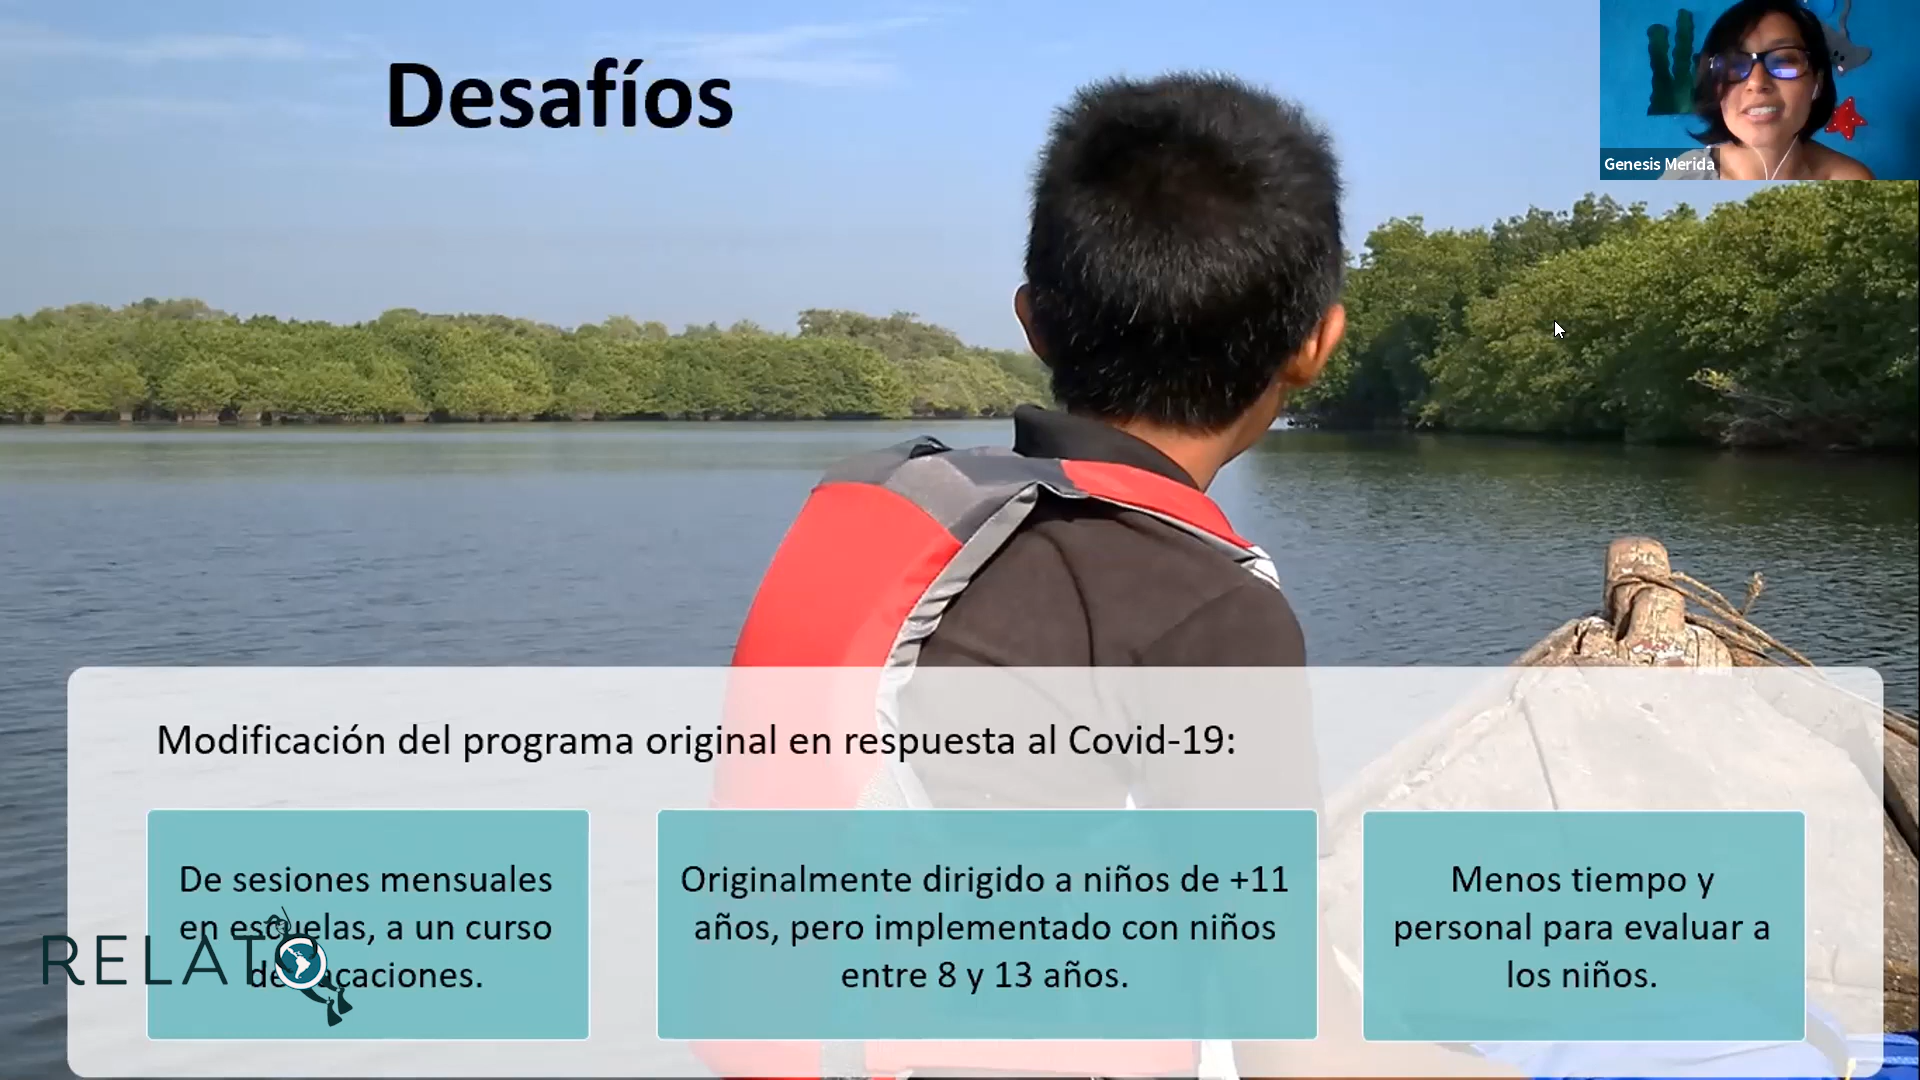 Desafíos
Genesis Merida
Modificación del programa original en respuesta al Covid-19:
De sesiones mensuales
en escuelas, a un curso
de vacaciones.
Originalmente dirigido a niños de +11
años, pero implementado con niños
entre 8 y 13 años.
Menos tiempo y
personal para evaluar a
los niños.
RELATO